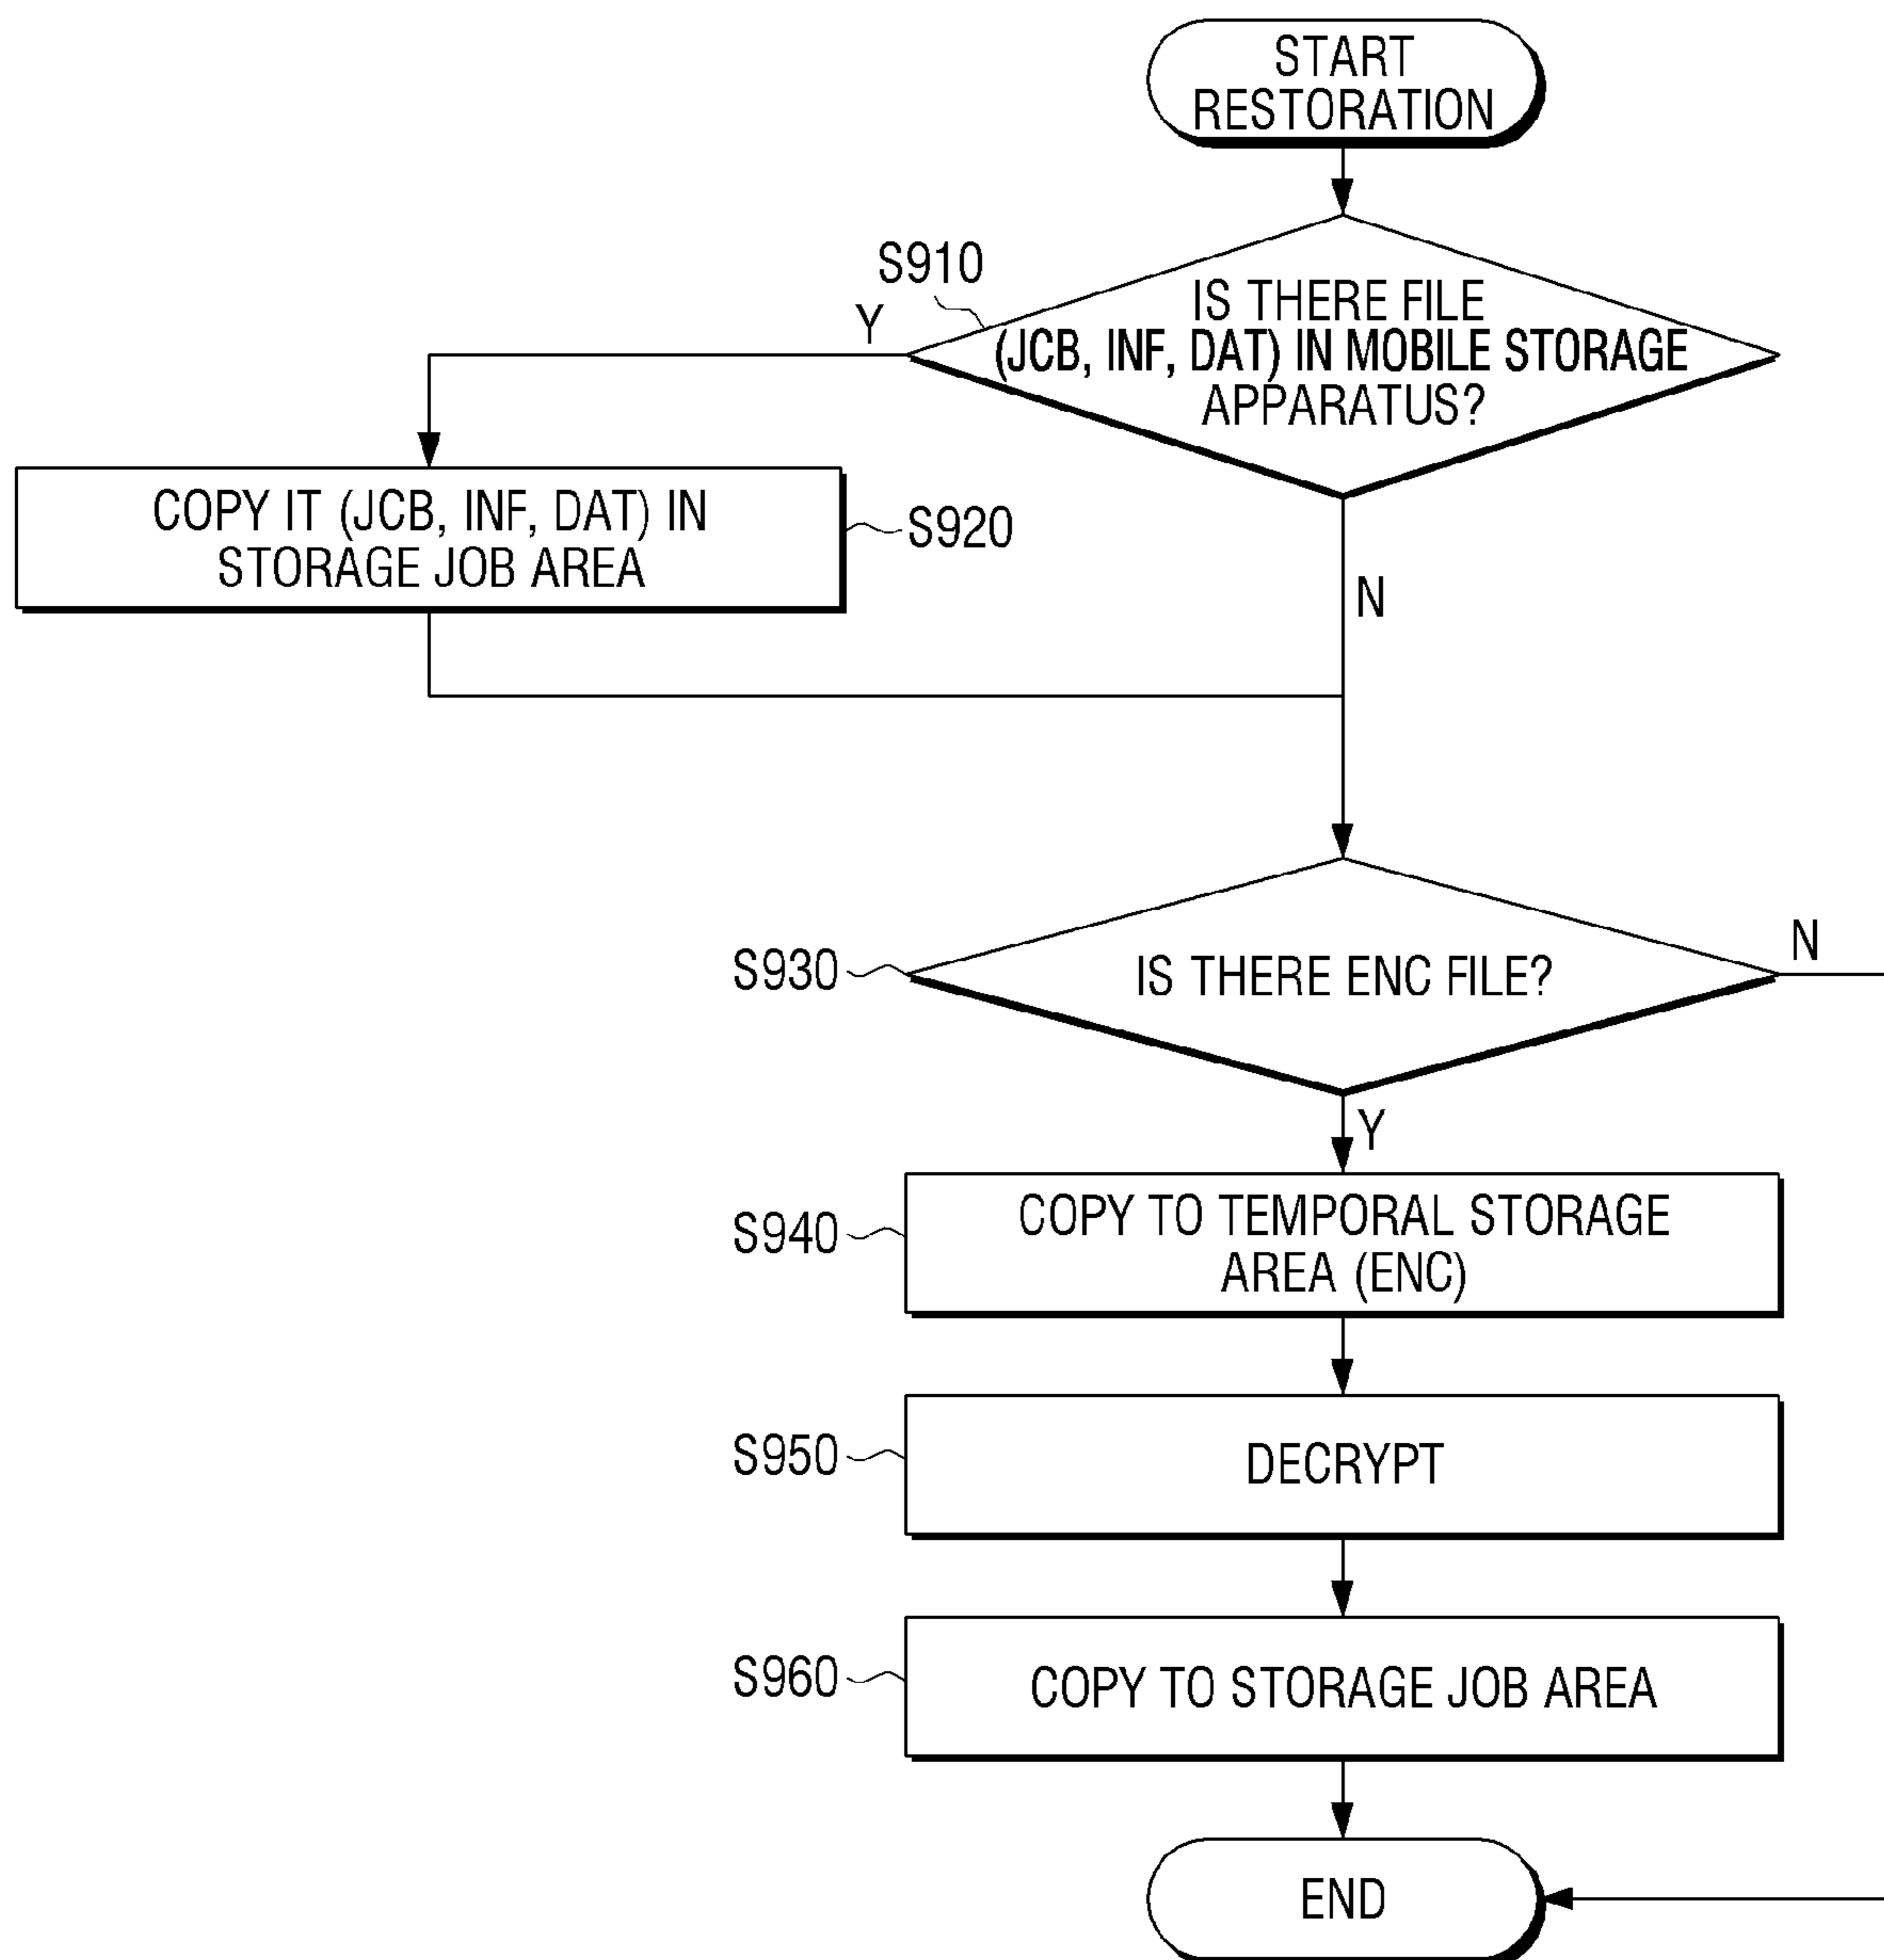 START
RESTORATION
S910
Y
IS THERE FILE
(JCB, INF, DAT) IN MOBILE STORAGE
APPARATUS?
COPY IT (JCB, INF, DAT) IN
STORAGE JOB AREA
S920
N
S930
IS THERE ENC FILE?
N
Y
S940
COPY TO TEMPORAL STORAGE
AREA (ENC)
S950
DECRYPT
S960
COPY TO STORAGE JOB AREA
END